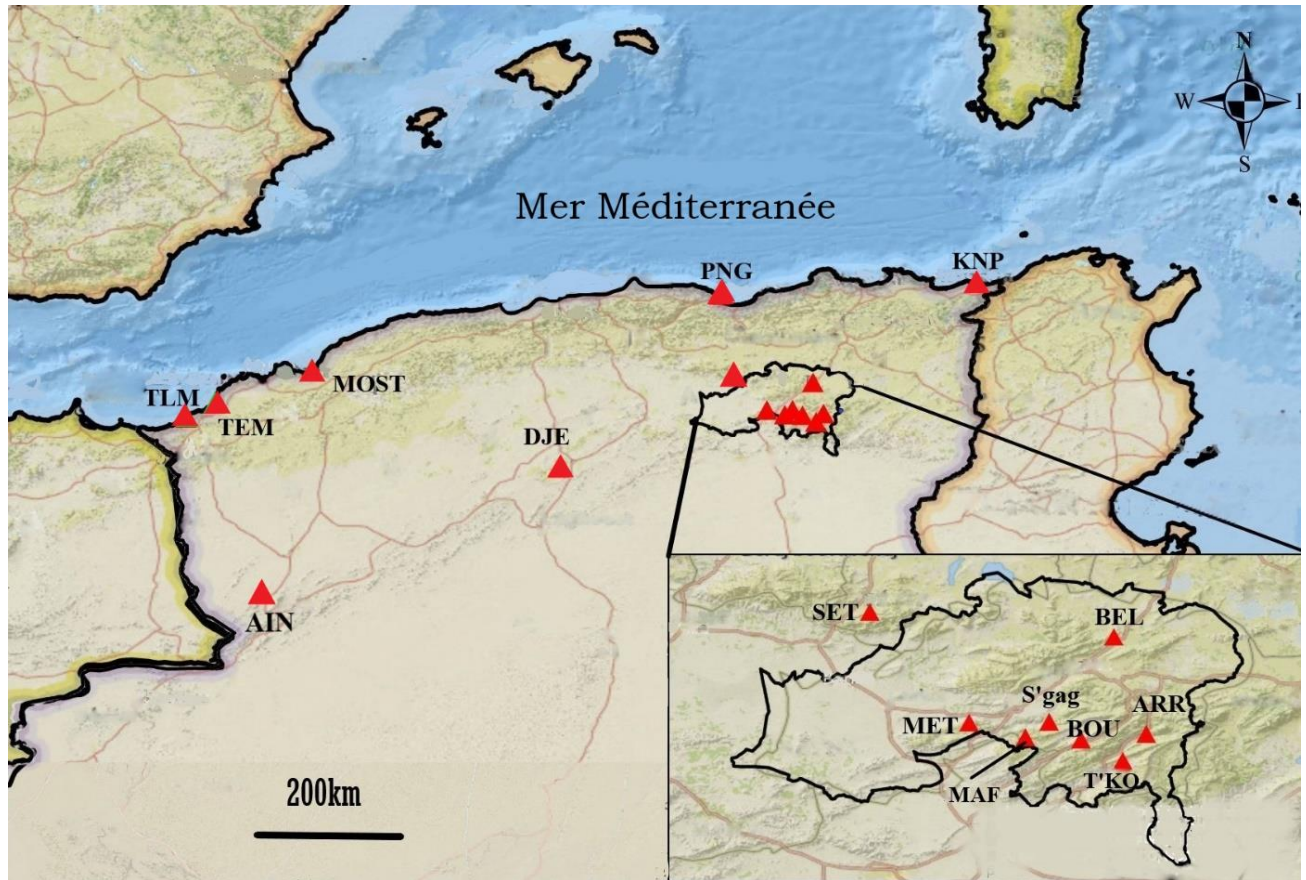 N
W
S
Mer Méditerranée
PNG
KNP
MOST
TLM
TEM
DJE
AIN
SET
BEL
S'gag
ARR
MET
BOU
T'KO
MAF
200km